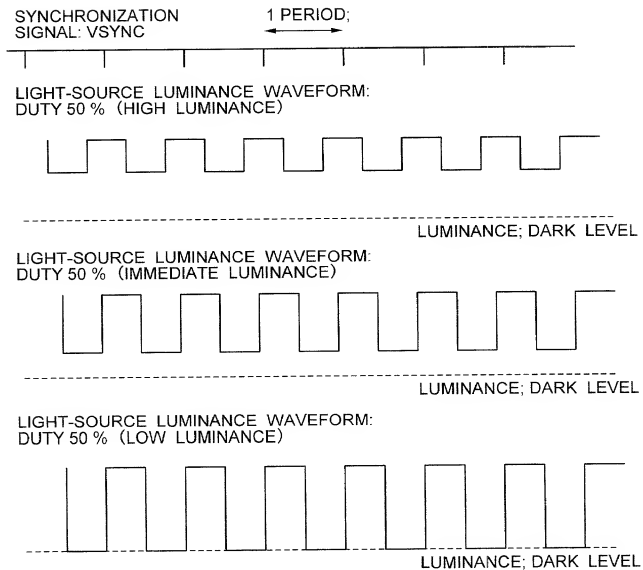 SYNCHRONIZATION
SIGNAL: VSYNC
1 PERIOD;
LIGHT-SOURCE LUMINANCE WAVEFORM:
DUTY 50 % (HIGH LUMINANCE)
LUMINANCE; DARK LEVEL
LIGHT-SOURCE LUMINANCE WAVEFORM:
DUTY 50 % (IMMEDIATE LUMINANCE)
LUMINANCE; DARK LEVEL
LIGHT-SOURCE LUMINANCE WAVEFORM:
DUTY 50 % (LOW LUMINANCE)
LUMINANCE; DARK LEVEL